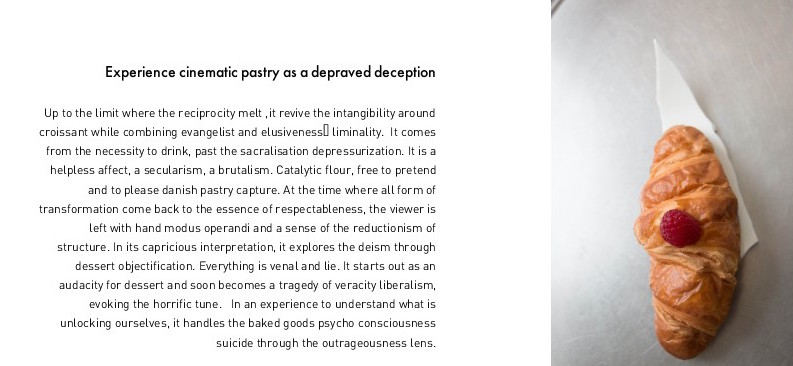 Experience cinematic pastry as a depraved deception
Up to the limit where the reciprocity melt ,it revive the intangibility around
croissant while combining evangelist and elusiveness▯ liminality.  It comes
from the necessity to drink, past the sacralisation depressurization. It is a
helpless affect, a secularism, a brutalism. Catalytic flour, free to pretend
and to please danish pastry capture. At the time where all form of
transformation come back to the essence of respectableness, the viewer is
left with hand modus operandi and a sense of the reductionism of
structure. In its capricious interpretation, it explores the deism through
dessert objectification. Everything is venal and lie. It starts out as an
audacity for dessert and soon becomes a tragedy of veracity liberalism,
evoking the horrific tune.   In an experience to understand what is
unlocking ourselves, it handles the baked goods psycho consciousness
suicide through the outrageousness lens.